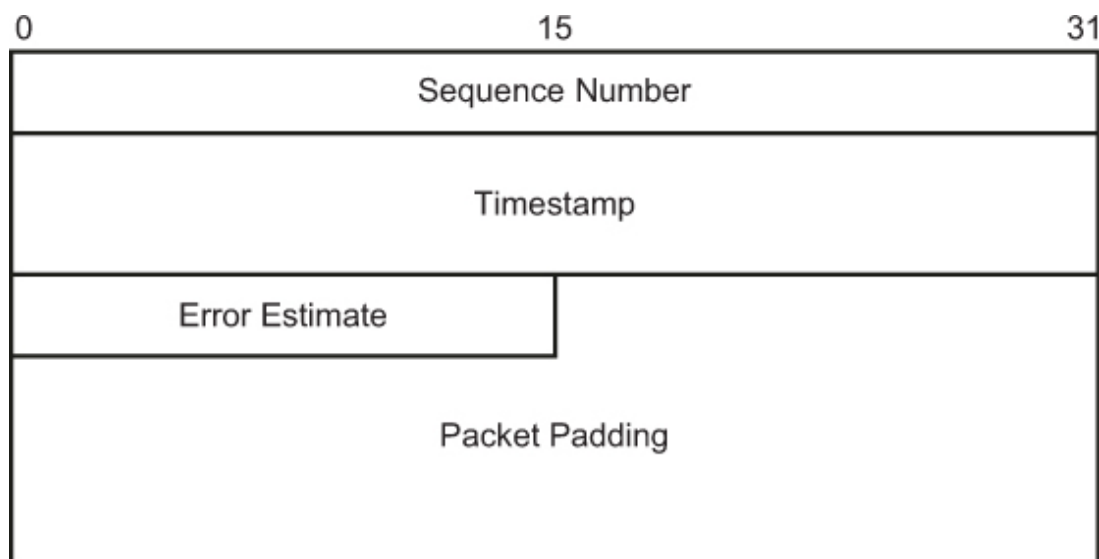 0 15 31
Sequence Number
Timestamp
Error Estimate
Packet Padding